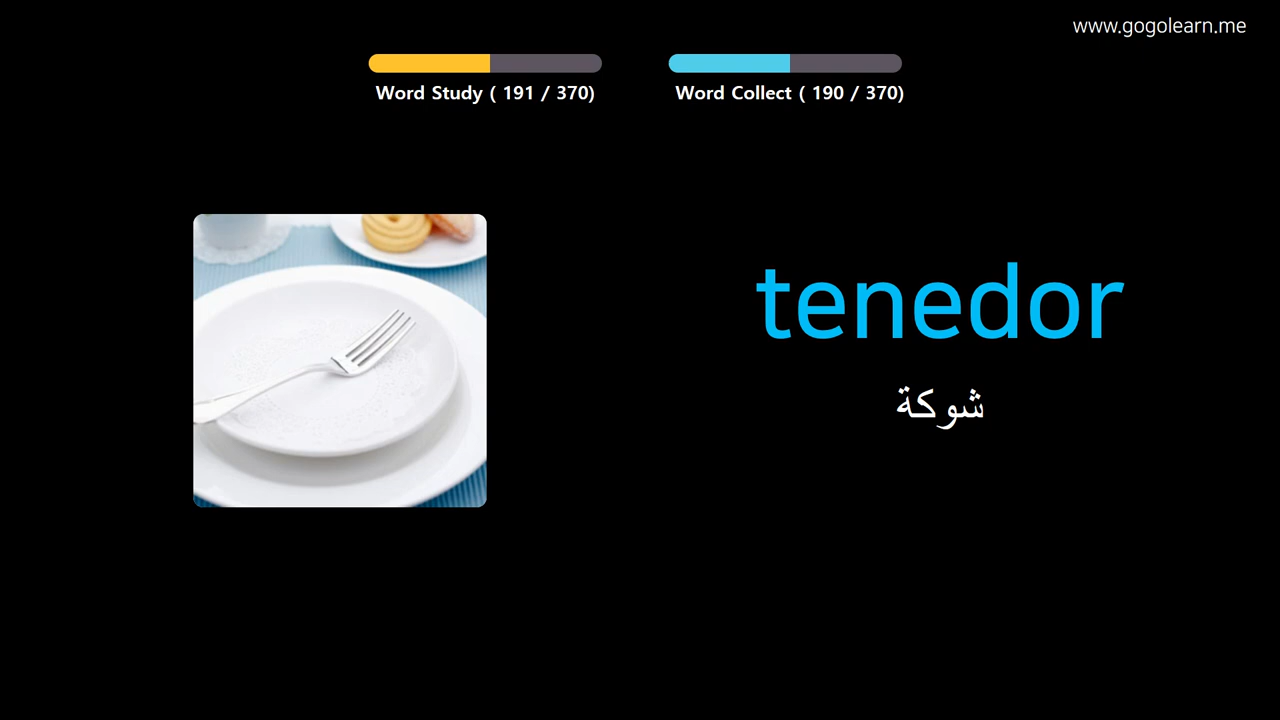 www.gogolearn.me
Word Study ( 191 / 370)
Word Collect ( 190 / 370)
tenedor
شوكة